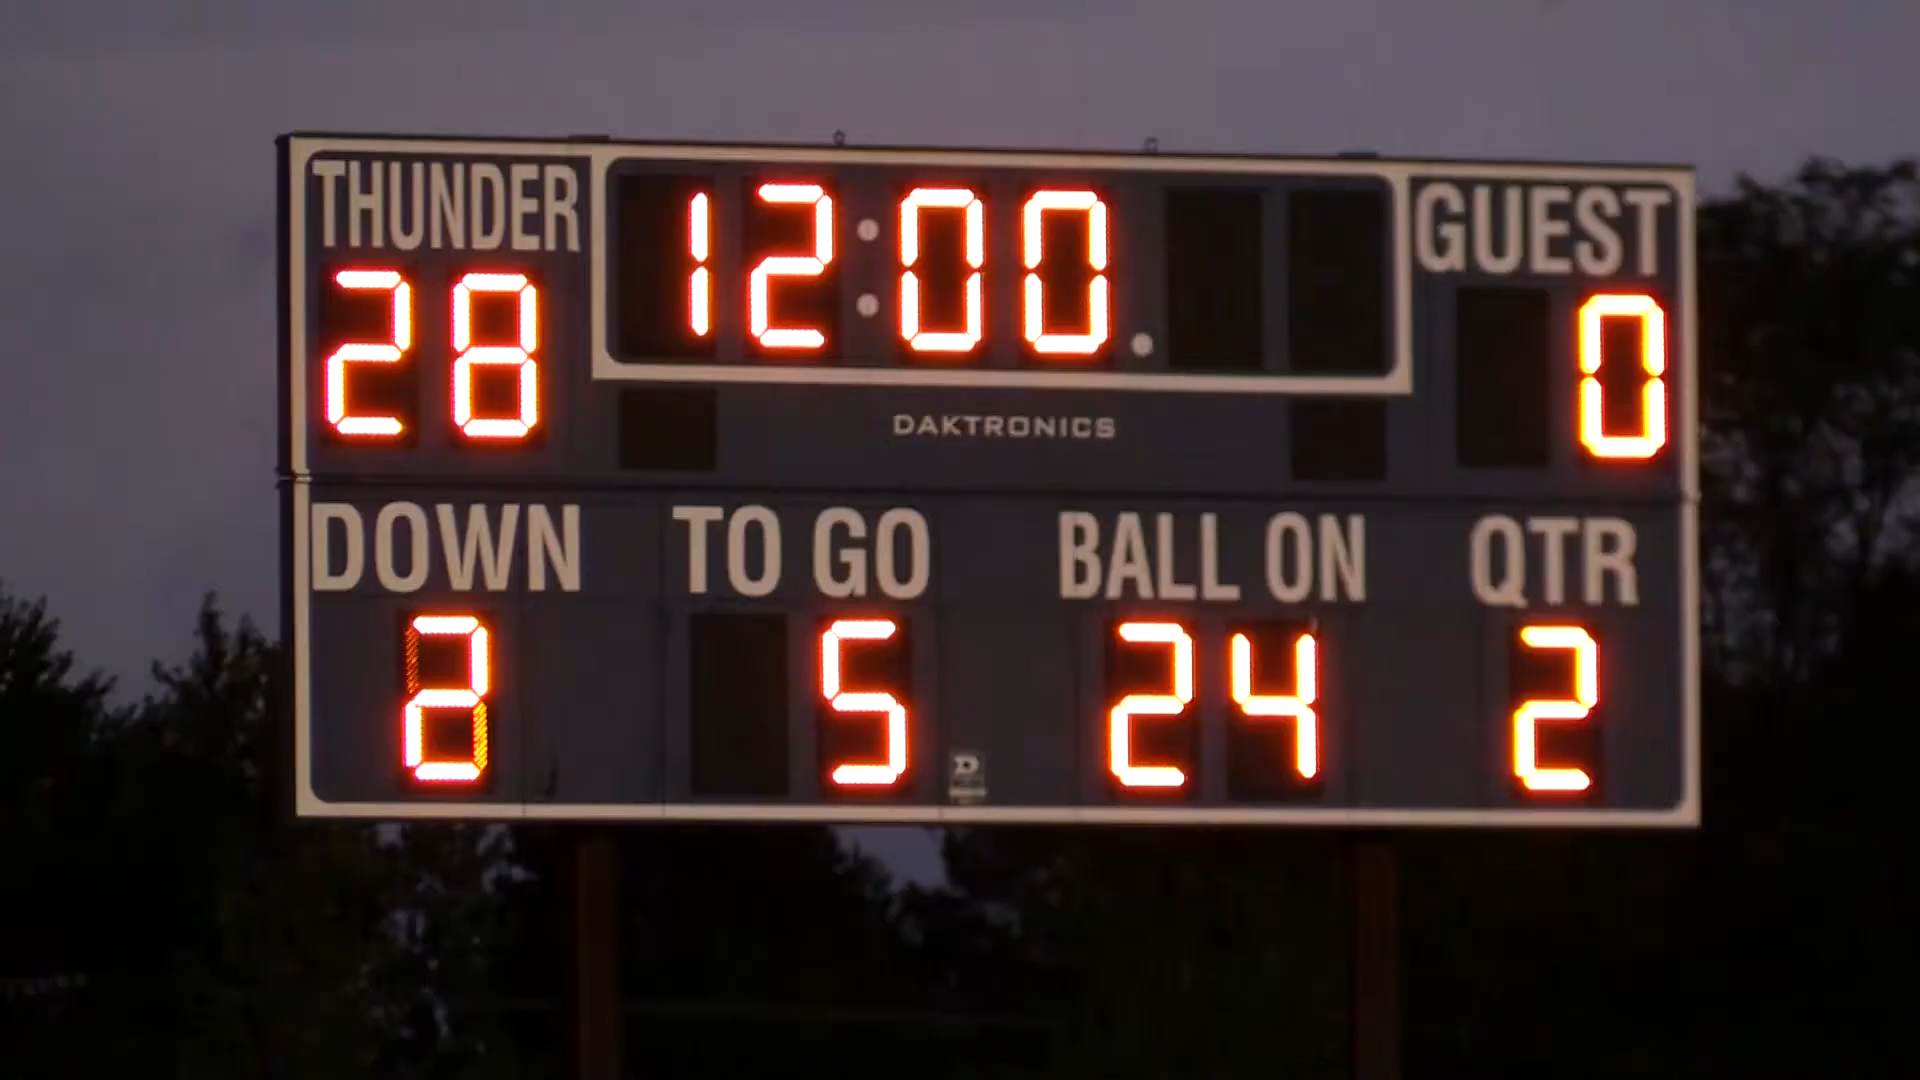 THUNDER 12:00. GUEST
28 0
DAKTRONICS
DOWN TO GO BALL ON QTR
2 5 24 2